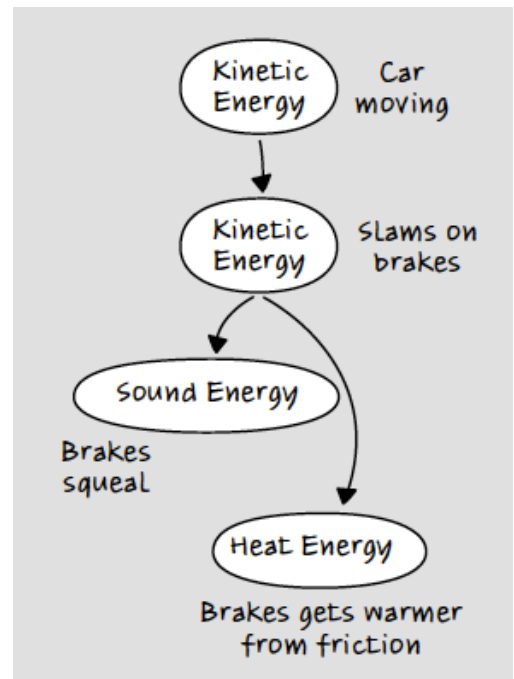 Kinetic
Energy
Car
moving
Kinetic
Energy
Slams on
brakes
Sound Energy
Brakes
squeal
Heat Energy
Brakes gets warmer
from friction